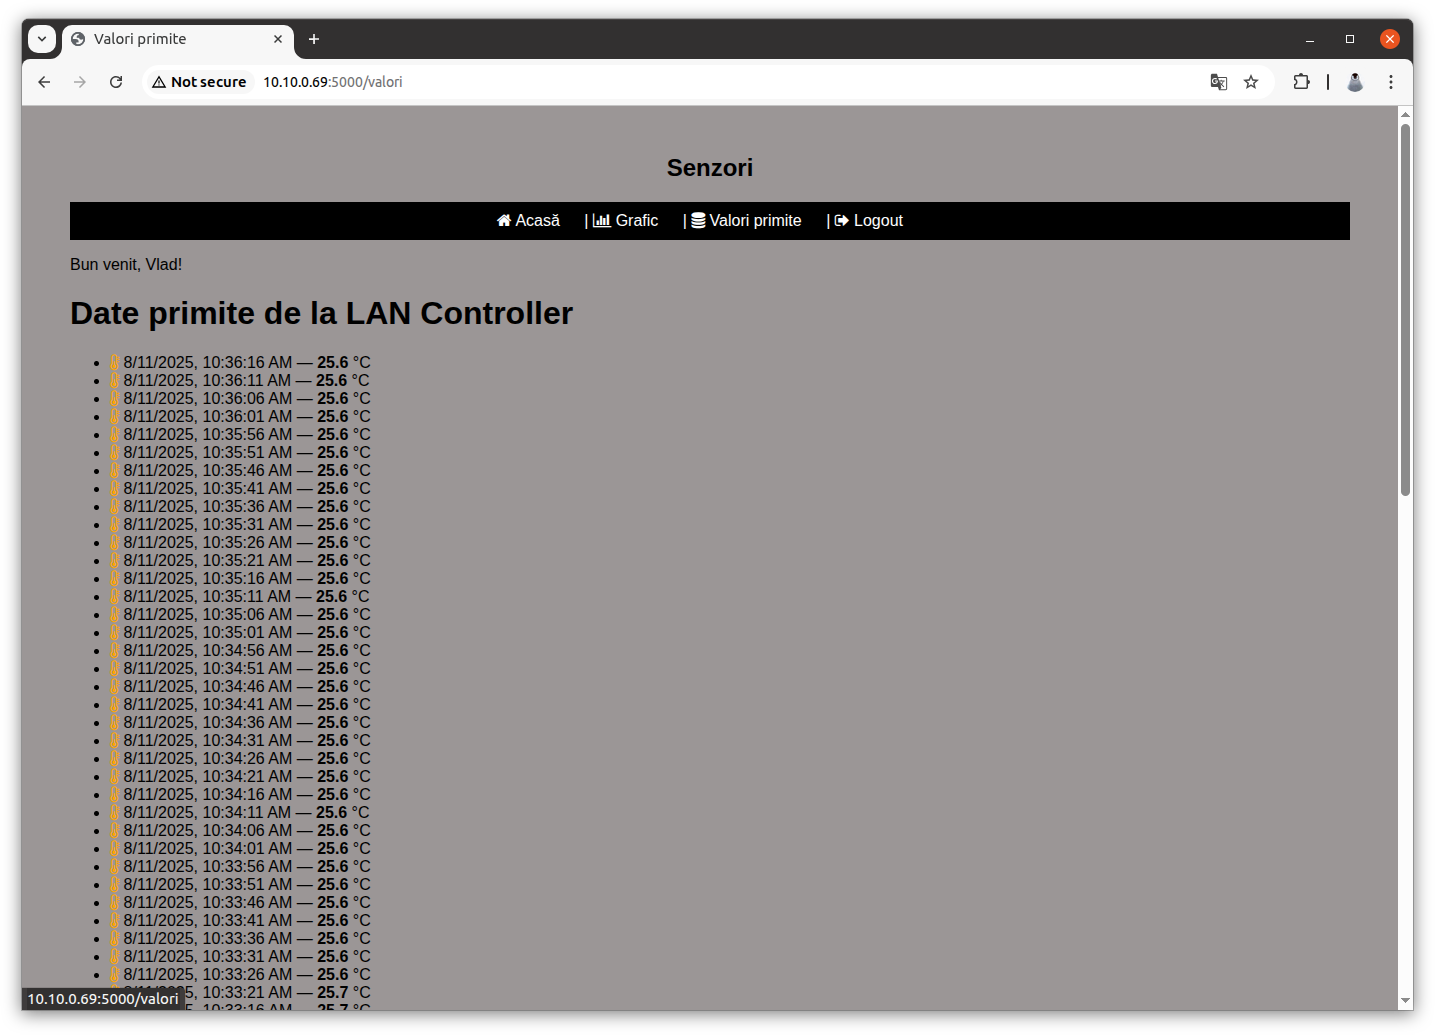 Valori primite
Not secure 10.10.0.69:5000/valori
Senzori
Acasă | Grafic | Valori primite | Logout
Bun venit, Vlad!
Date primite de la LAN Controller
8/11/2025, 10:36:16 AM — 25.6 °C
8/11/2025, 10:36:11 AM — 25.6 °C
8/11/2025, 10:36:06 AM — 25.6 °C
8/11/2025, 10:36:01 AM — 25.6 °C
8/11/2025, 10:35:56 AM — 25.6 °C
8/11/2025, 10:35:51 AM — 25.6 °C
8/11/2025, 10:35:46 AM — 25.6 °C
8/11/2025, 10:35:41 AM — 25.6 °C
8/11/2025, 10:35:36 AM — 25.6 °C
8/11/2025, 10:35:31 AM — 25.6 °C
8/11/2025, 10:35:26 AM — 25.6 °C
8/11/2025, 10:35:21 AM — 25.6 °C
8/11/2025, 10:35:16 AM — 25.6 °C
8/11/2025, 10:35:11 AM — 25.6 °C
8/11/2025, 10:35:06 AM — 25.6 °C
8/11/2025, 10:35:01 AM — 25.6 °C
8/11/2025, 10:34:56 AM — 25.6 °C
8/11/2025, 10:34:51 AM — 25.6 °C
8/11/2025, 10:34:46 AM — 25.6 °C
8/11/2025, 10:34:41 AM — 25.6 °C
8/11/2025, 10:34:36 AM — 25.6 °C
8/11/2025, 10:34:31 AM — 25.6 °C
8/11/2025, 10:34:26 AM — 25.6 °C
8/11/2025, 10:34:21 AM — 25.6 °C
8/11/2025, 10:34:16 AM — 25.6 °C
8/11/2025, 10:34:11 AM — 25.6 °C
8/11/2025, 10:34:06 AM — 25.6 °C
8/11/2025, 10:34:01 AM — 25.6 °C
8/11/2025, 10:33:56 AM — 25.6 °C
8/11/2025, 10:33:51 AM — 25.6 °C
8/11/2025, 10:33:46 AM — 25.6 °C
8/11/2025, 10:33:41 AM — 25.6 °C
8/11/2025, 10:33:36 AM — 25.6 °C
8/11/2025, 10:33:31 AM — 25.6 °C
8/11/2025, 10:33:26 AM — 25.6 °C
10:33:21 AM — 25.7 °C
10:33:16 AM — 25.7 °C
10.10.0.69:5000/valori